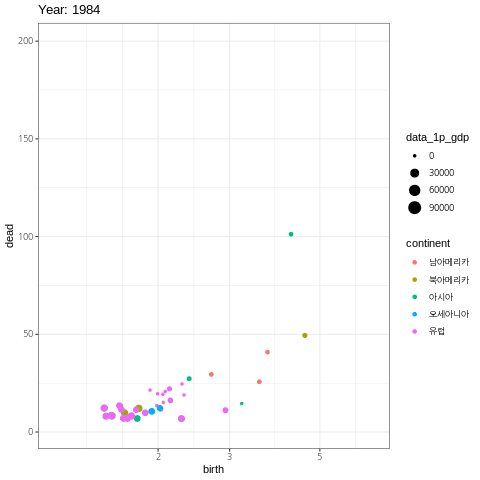 Year: 1984
200
150
100
50
0
dead
2
3
5
birth
data_1p_gdp
0
30000
60000
90000
continent
남아메리카
북아메리카
아시아
오세아니아
유럽